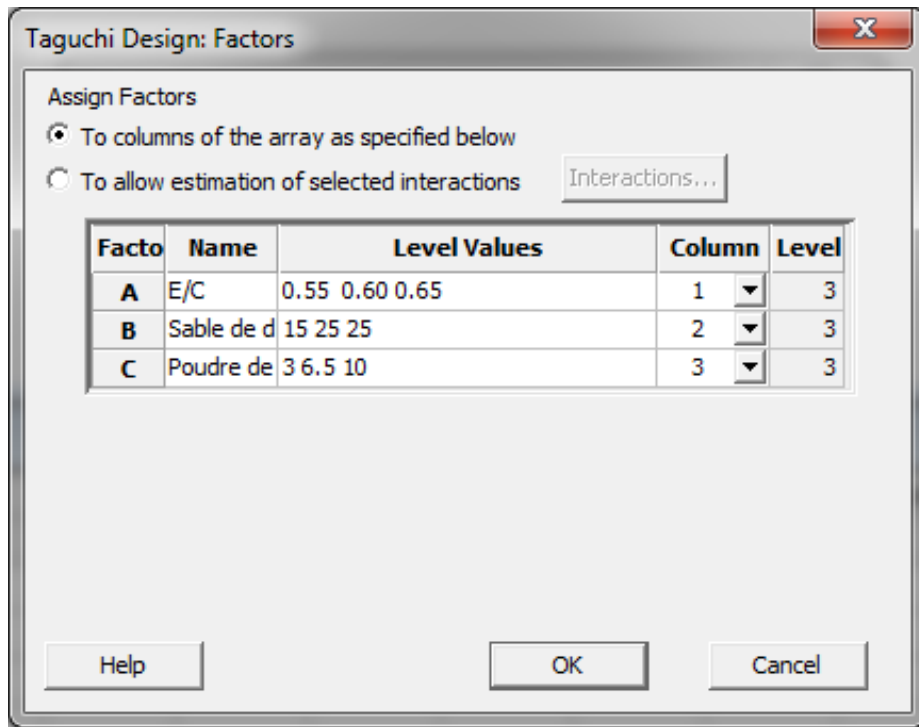 Taguchi Design: Factors
Assign Factors
To columns of the array as specified below
To allow estimation of selected interactions Interactions...
Facto Name Level Values Column Level
A E/C 0.55 0.60 0.65 1 3
B Sable de d 15 25 25 2 3
C Poudre de 3 6.5 10 3 3
Help OK Cancel